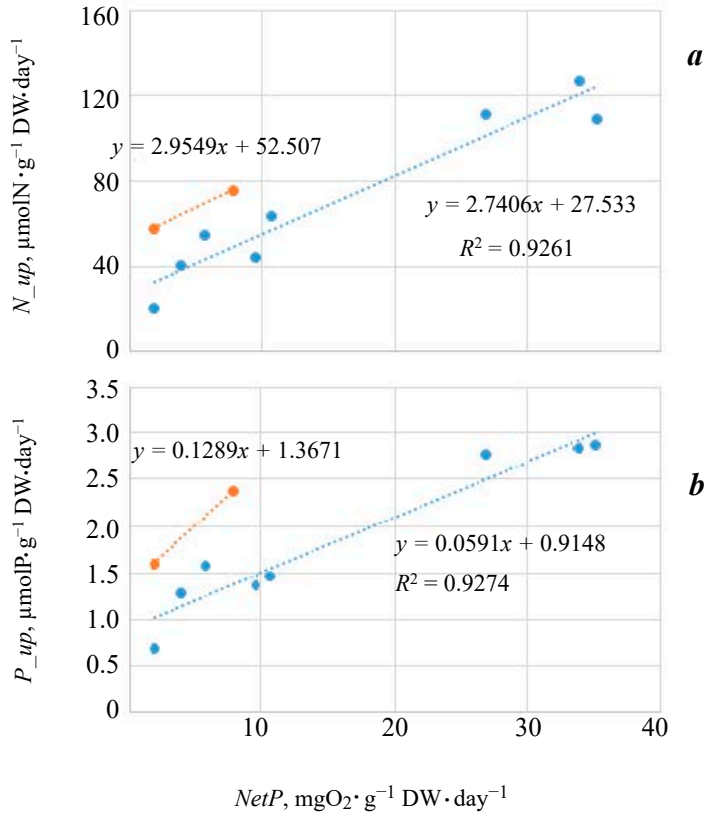 160
a
120
y = 2.9549x + 52.507
80
y = 2.7406x + 27.533
R² = 0.9261
40
0
N_up, µmolN · g⁻¹ DW·day⁻¹
3.5
3.0
y = 0.1289x + 1.3671
2.5
b
2.0
y = 0.0591x + 0.9148
1.5
R² = 0.9274
1.0
0.5
0
P_up, µmolP·g⁻¹ DW·day⁻¹
10 20 30 40
NetP, mgO₂· g⁻¹ DW· day⁻¹